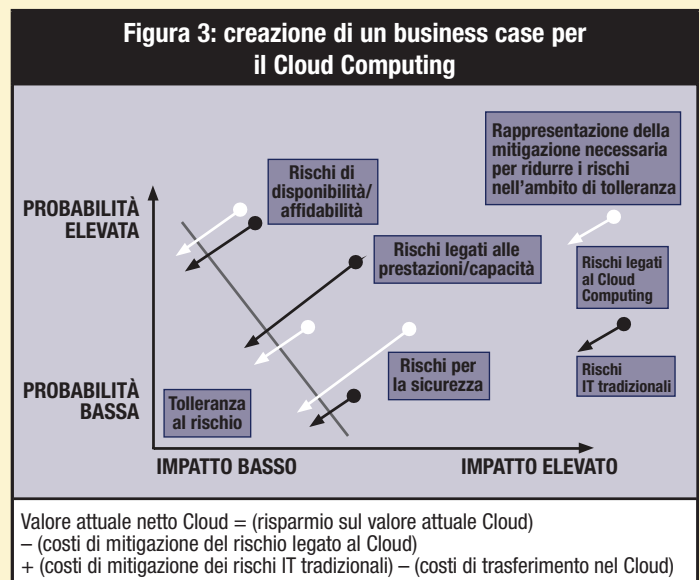 Figura 3: creazione di un business case per
il Cloud Computing
Rappresentazione della
mitigazione necessaria
per ridurre i rischi
nell'ambito di tolleranza
Rischi di
disponibilità/
affidabilità
PROBABILITÀ
ELEVATA
Rischi legati alle
prestazioni/capacità
Rischi legati
al Cloud
Computing
Rischi per
la sicurezza
Rischi
IT tradizionali
PROBABILITÀ
BASSA
Tolleranza
al rischio
IMPATTO BASSO
IMPATTO ELEVATO
Valore attuale netto Cloud = (risparmio sul valore attuale Cloud)
– (costi di mitigazione del rischio legato al Cloud)
+ (costi di mitigazione dei rischi IT tradizionali) – (costi di trasferimento nel Cloud)